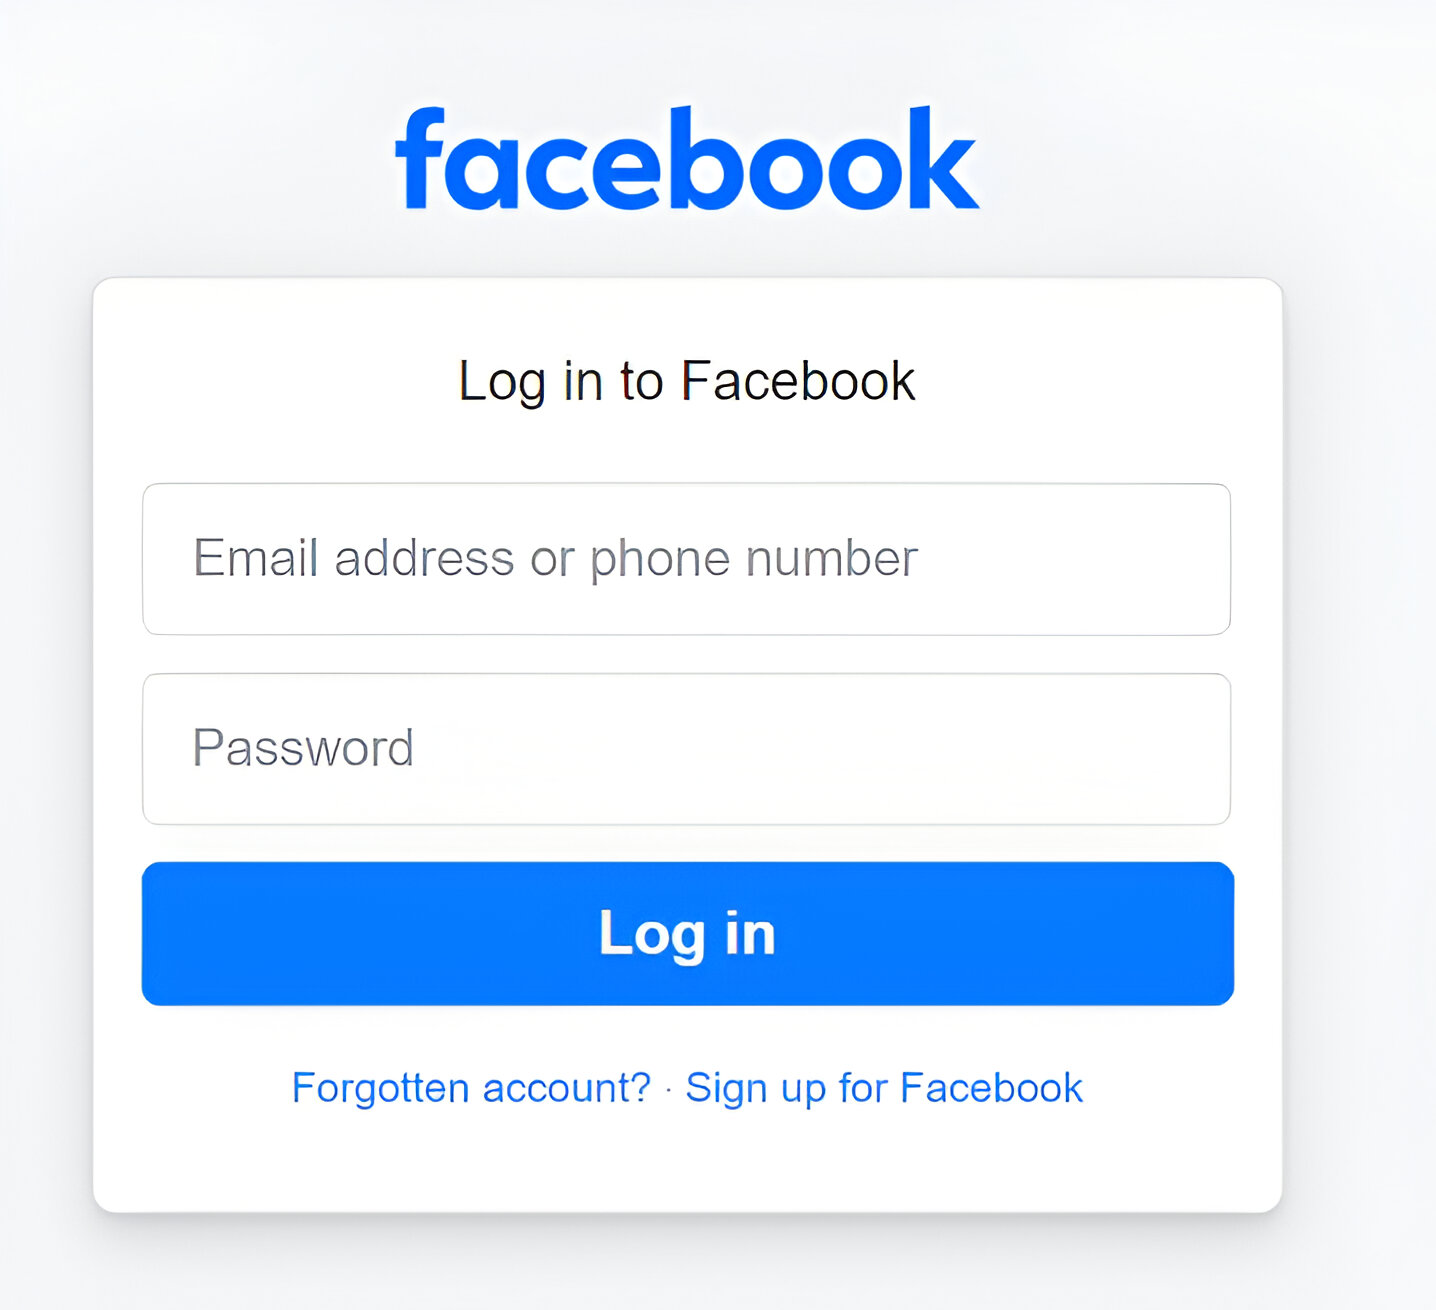 facebook
Log in to Facebook
Email address or phone number
Password
Log in
Forgotten account? · Sign up for Facebook